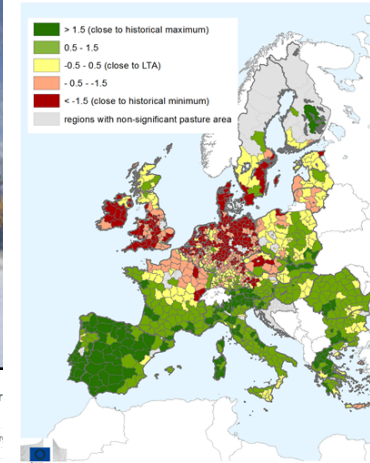 > 1.5 (close to historical maximum)
0.5 - 1.5
-0.5 - 0.5 (close to LTA)
- 0.5 - -1.5
< -1.5 (close to historical minimum)
regions with non-significant pasture area